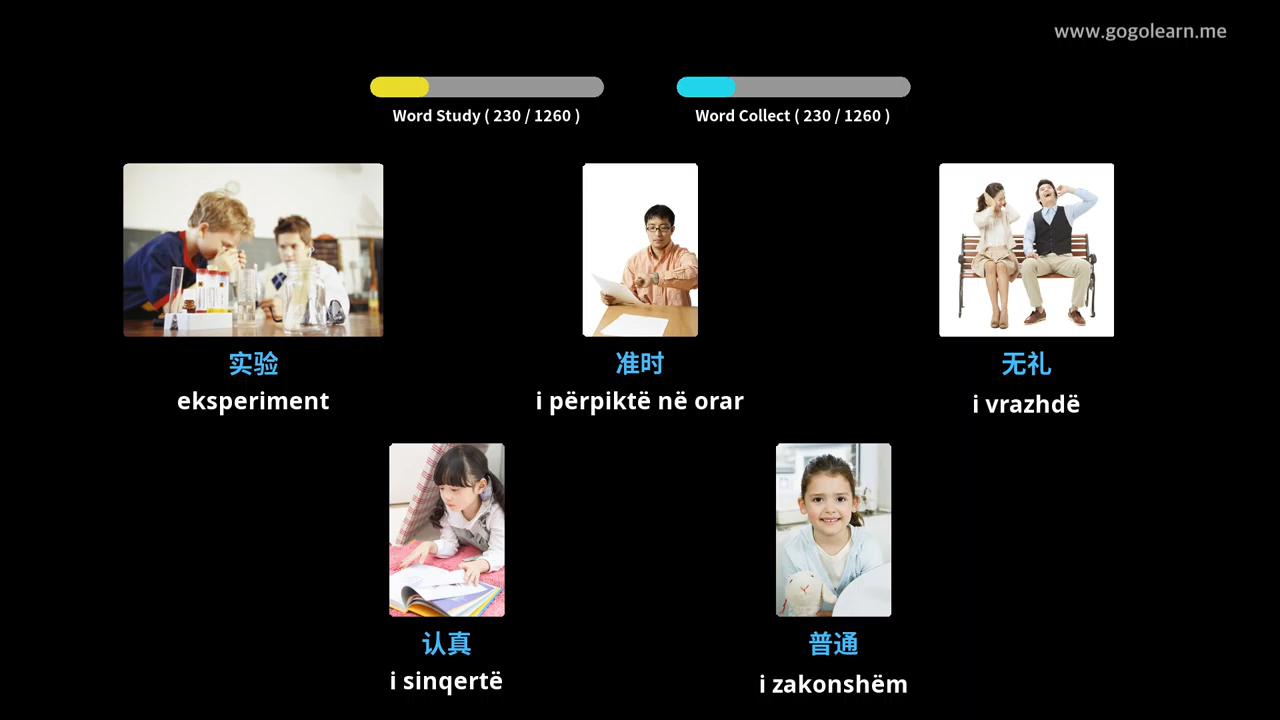 www.gogolearn.me
Word Study ( 230 / 1260 )
Word Collect ( 230 / 1260 )
实验
准时
无礼
eksperiment
i përpiktë në orar
i vrazhdë
认真
普通
i sinqertë
i zakonshëm